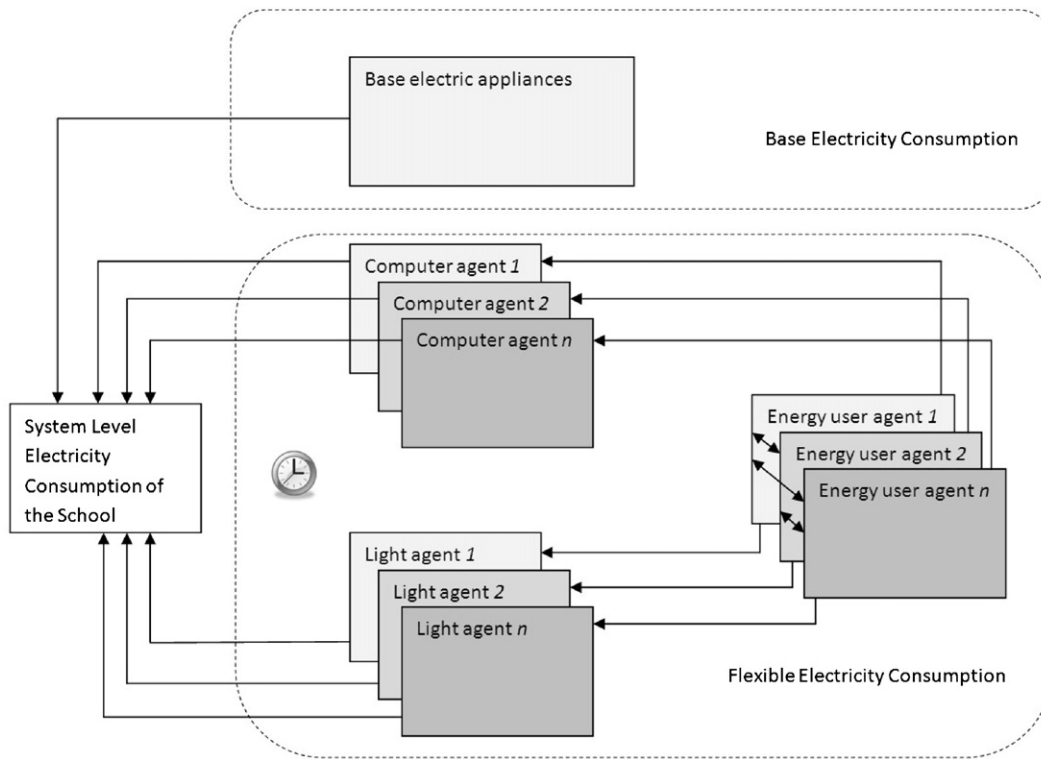 Base electric appliances
Base Electricity Consumption
Computer agent 1
Computer agent 2
Computer agent n
System Level
Electricity
Consumption of
the School
Energy user agent 1
Energy user agent 2
Energy user agent n
Light agent 1
Light agent 2
Light agent n
Flexible Electricity Consumption